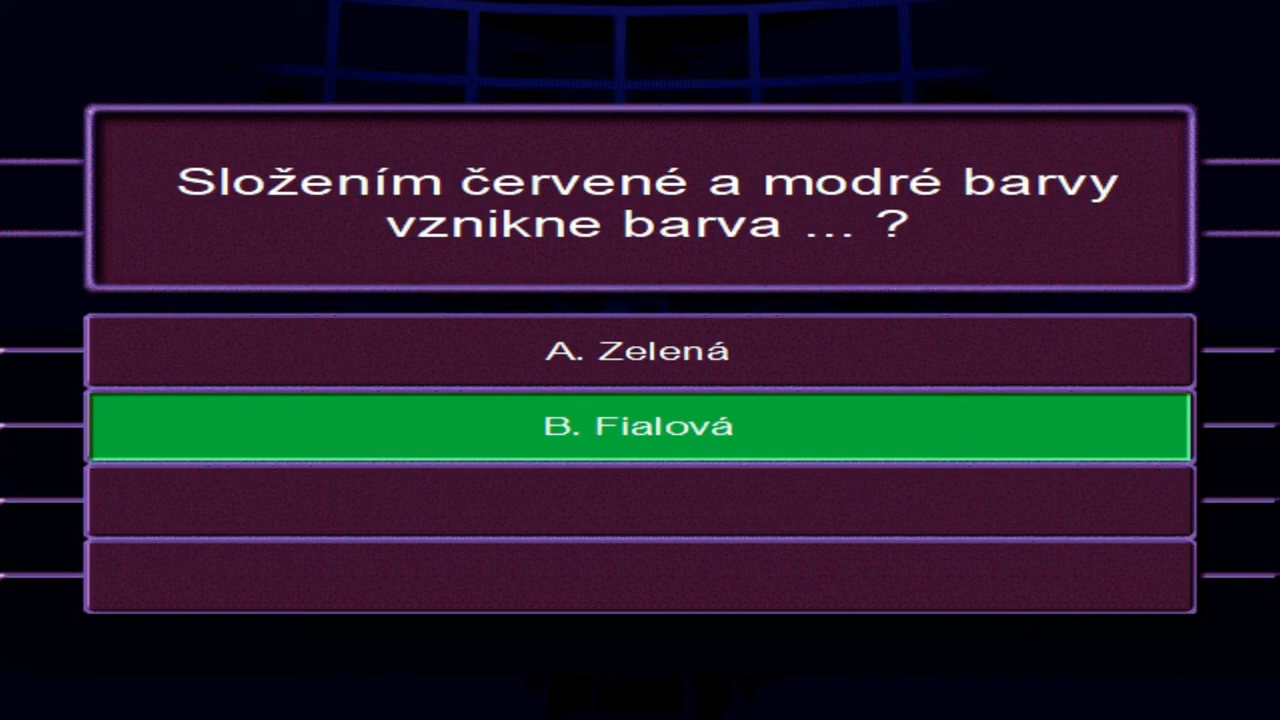 Složením červené a modré barvy
vznikne barva ... ?
A. Zelená
B. Fialová